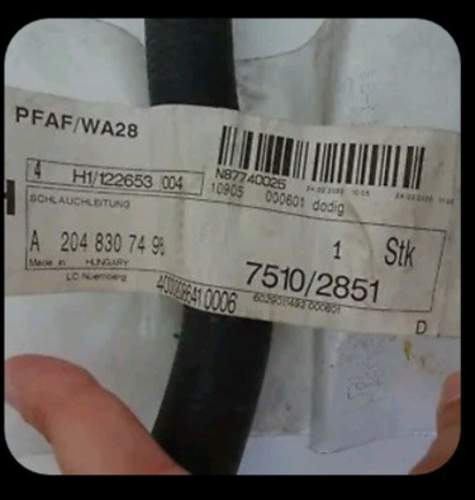 PFAF/WA28
4 H1/122653 004
N87740025
10905 000601 dodig
SCHLAUCHLEITUNG
A 204 830 74 96
1 Stk
Made in HUNGARY
LC Nuernberg
7510/2851
D